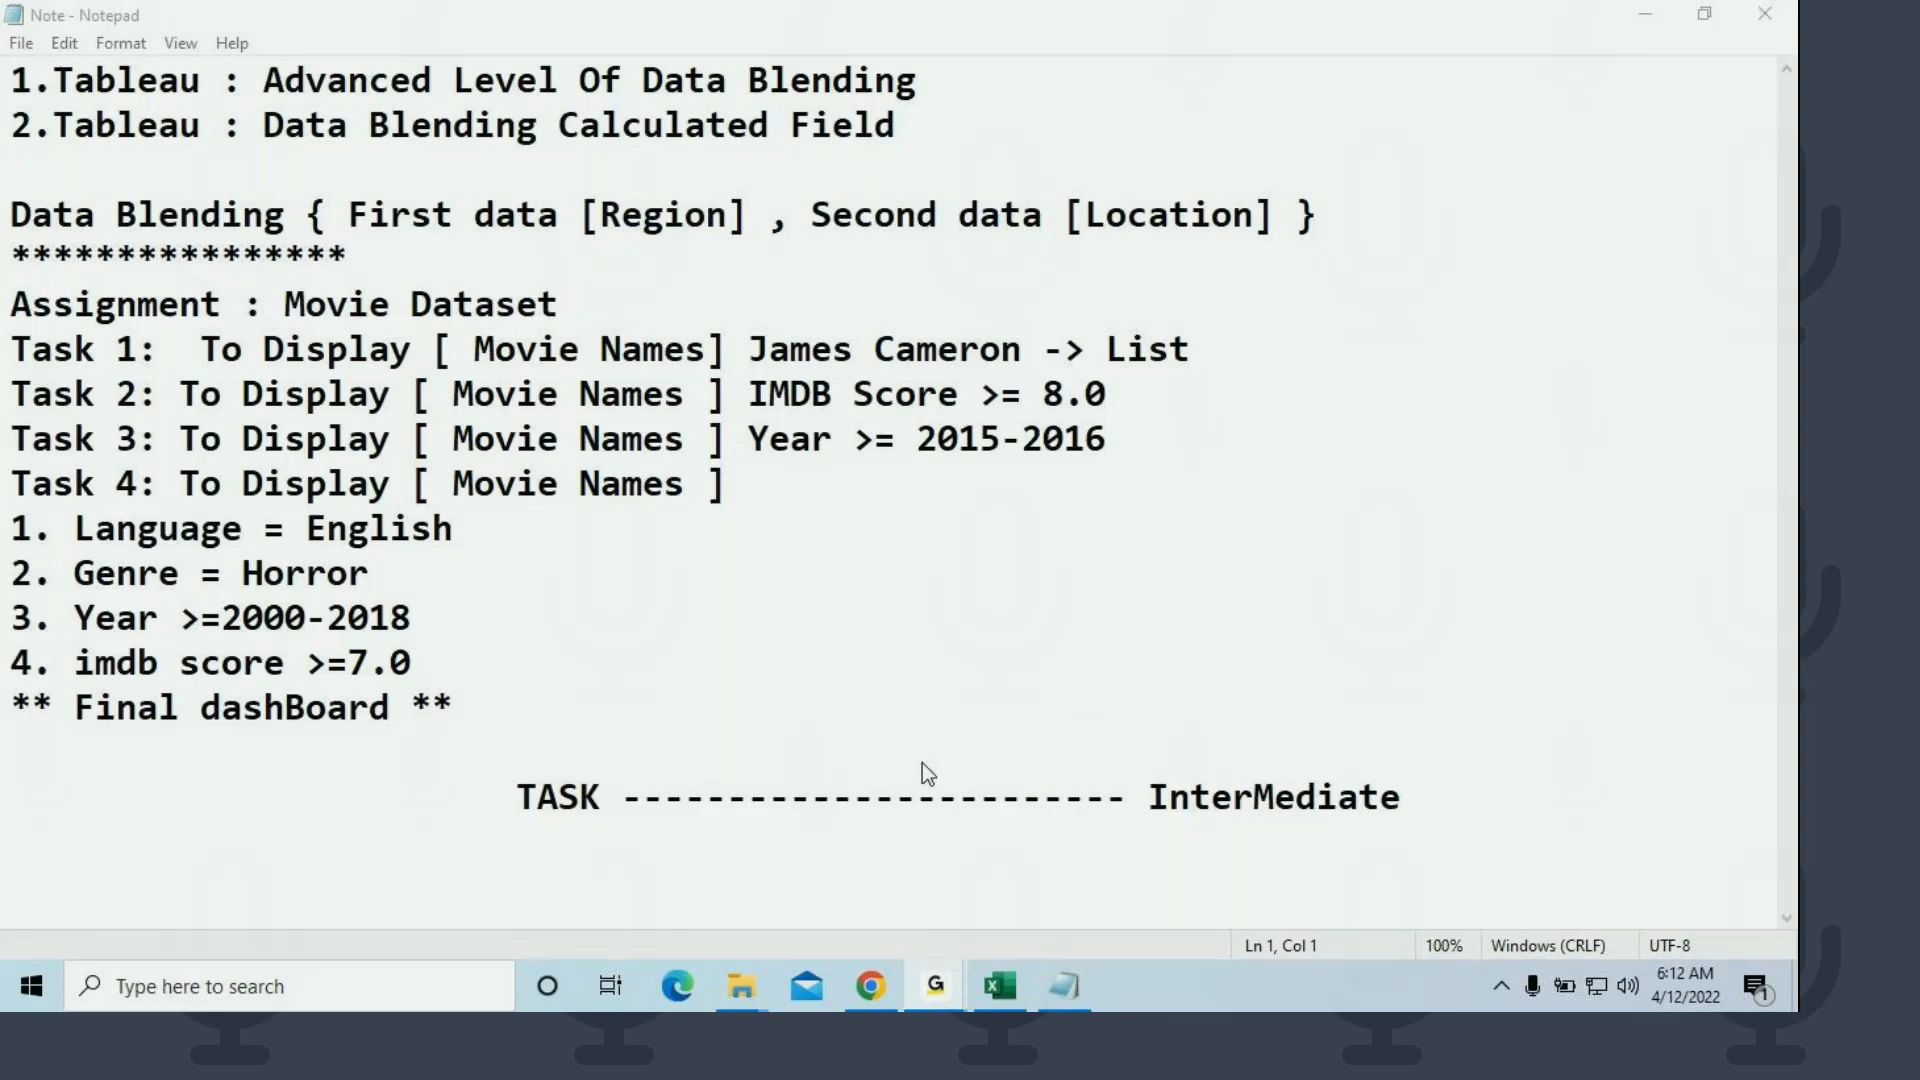 Note - Notepad
File Edit Format View Help
1.Tableau : Advanced Level Of Data Blending
2.Tableau : Data Blending Calculated Field
Data Blending { First data [Region] , Second data [Location] }
****************
Assignment : Movie Dataset
Task 1:  To Display [ Movie Names] James Cameron -> List
Task 2: To Display [ Movie Names ] IMDB Score >= 8.0
Task 3: To Display [ Movie Names ] Year >= 2015-2016
Task 4: To Display [ Movie Names ]
1. Language = English
2. Genre = Horror
3. Year >=2000-2018
4. imdb score >=7.0
** Final dashBoard **
TASK ------------------------ InterMediate
Ln 1, Col 1 100% Windows (CRLF) UTF-8
Type here to search
G
6:12 AM
4/12/2022
1